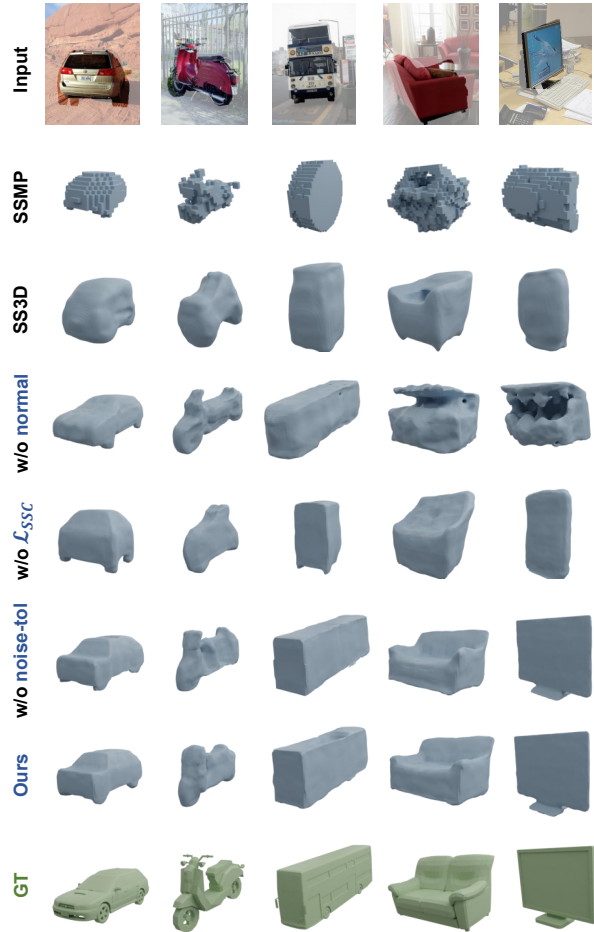 Input
SSMP
SS3D
w/o normal
w/o ℒ_SSC
w/o noise-tol
Ours
GT